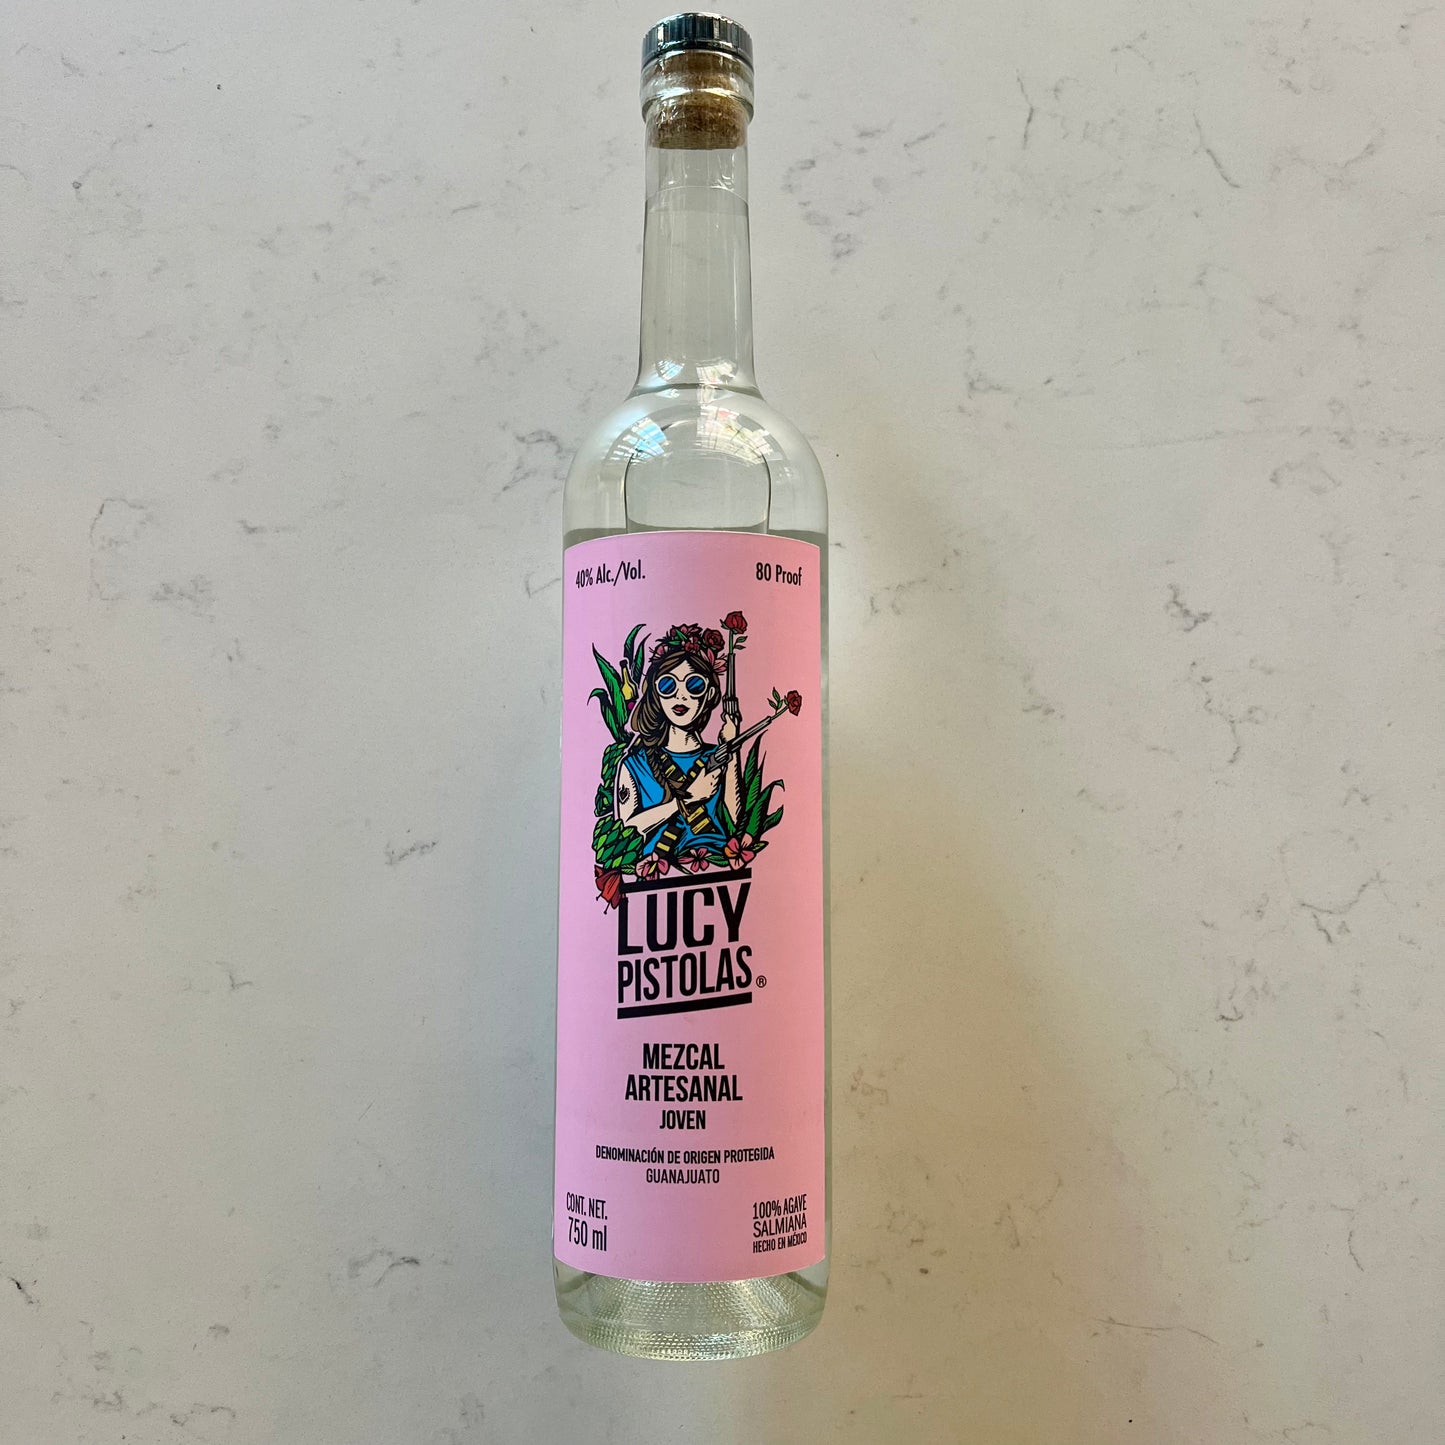 40% Alc./Vol.
80 Proof
LUCY
PISTOLAS®
MEZCAL
ARTESANAL
JOVEN
DENOMINACIÓN DE ORIGEN PROTEGIDA
GUANAJUATO
CONT. NET.
750 ml
100% AGAVE
SALMIANA
HECHO EN MÉXICO